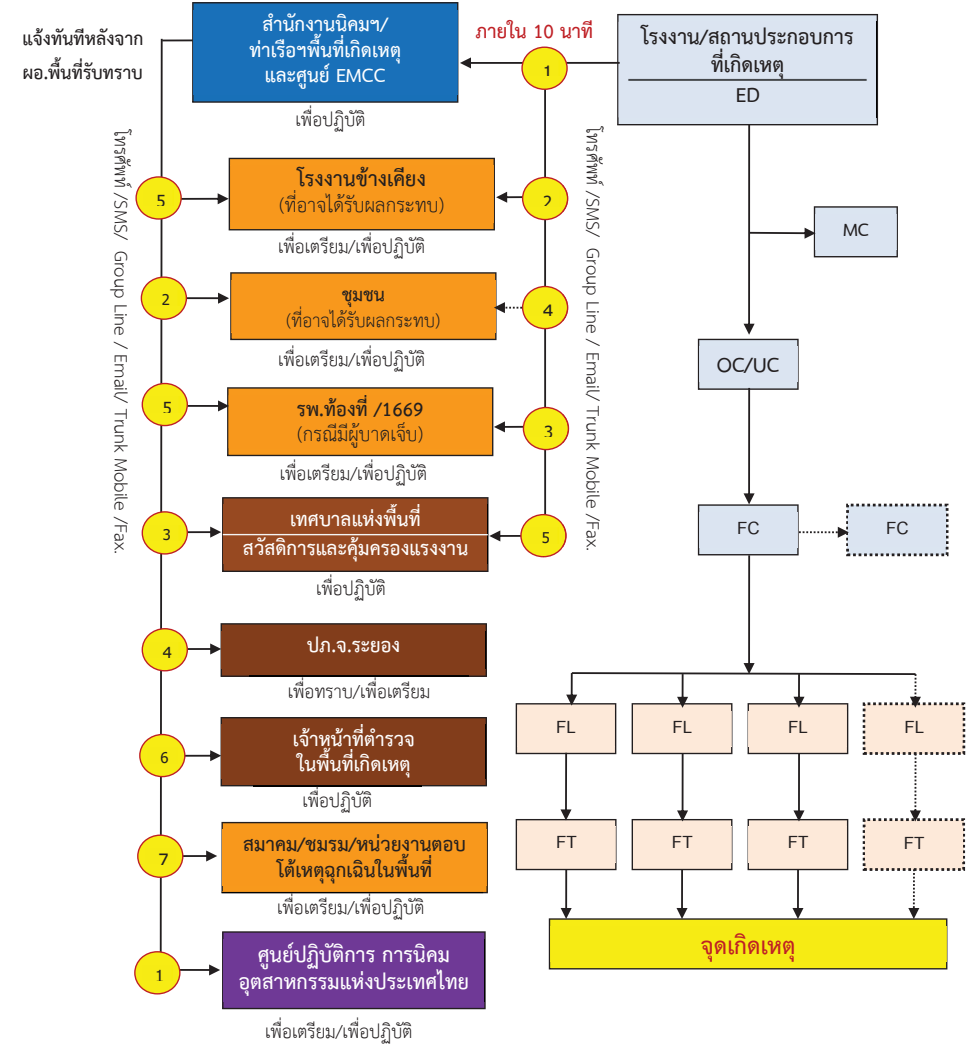 แจ้งทันทีหลังจาก
ผอ.พื้นที่รับทราบ
สำนักงานนิคมฯ/
ท่าเรือฯพื้นที่เกิดเหตุ
และศูนย์ EMCC
เพื่อปฏิบัติ
ภายใน 10 นาที
1
โรงงาน/สถานประกอบการ
ที่เกิดเหตุ
ED
โทรศัพท์ /SMS/ Group Line / Email/ Trunk Mobile /Fax.
โทรศัพท์ /SMS/ Group Line / Email/ Trunk Mobile /Fax.
5
โรงงานข้างเคียง
(ที่อาจได้รับผลกระทบ)
2
เพื่อเตรียม/เพื่อปฏิบัติ
MC
2
ชุมชน
(ที่อาจได้รับผลกระทบ)
4
เพื่อเตรียม/เพื่อปฏิบัติ
OC/UC
5
รพ.ท้องที่ /1669
(กรณีมีผู้บาดเจ็บ)
3
เพื่อเตรียม/เพื่อปฏิบัติ
3
เทศบาลแห่งพื้นที่
สวัสดิการและคุ้มครองแรงงาน
5
เพื่อปฏิบัติ
FC
FC
4
ปภ.จ.ระยอง
เพื่อทราบ/เพื่อเตรียม
6
เจ้าหน้าที่ตำรวจ
ในพื้นที่เกิดเหตุ
เพื่อปฏิบัติ
FL
FL
FL
FL
7
สมาคม/ชมรม/หน่วยงานตอบ
โต้เหตุฉุกเฉินในพื้นที่
เพื่อเตรียม/เพื่อปฏิบัติ
FT
FT
FT
FT
จุดเกิดเหตุ
1
ศูนย์ปฏิบัติการ การนิคม
อุตสาหกรรมแห่งประเทศไทย
เพื่อเตรียม/เพื่อปฏิบัติ